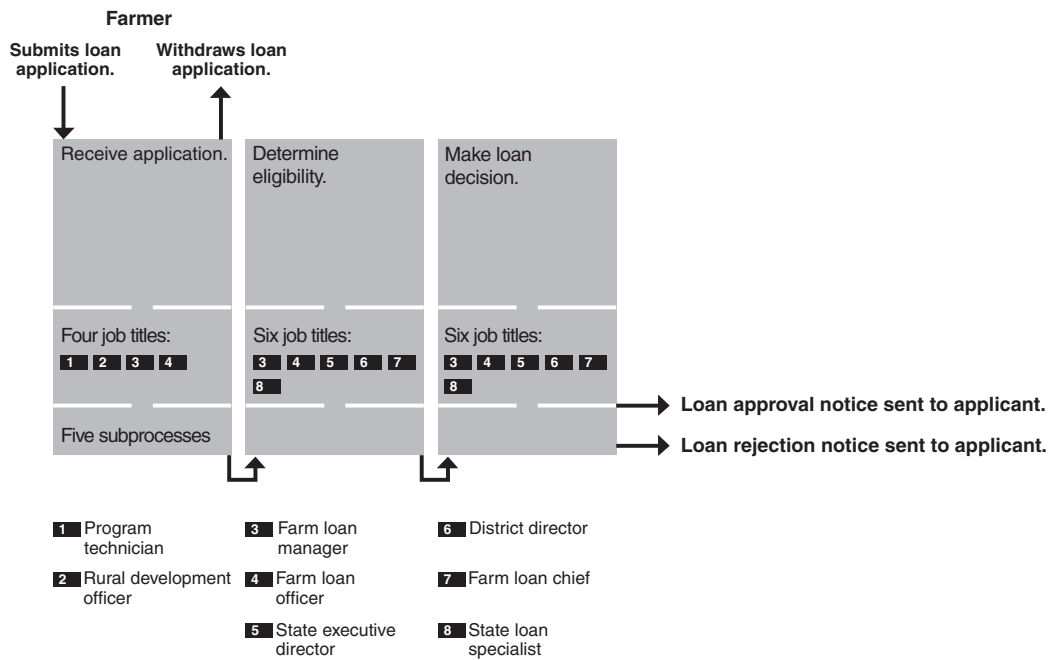 Farmer
Submits loan
application.
Withdraws loan
application.
Receive application.
Determine
eligibility.
Make loan
decision.
Four job titles:
1 2 3 4
Six job titles:
3 4 5 6 7
8
Six job titles:
3 4 5 6 7
8
Five subprocesses
Loan approval notice sent to applicant.
Loan rejection notice sent to applicant.
1 Program
technician
2 Rural development
officer
3 Farm loan
manager
4 Farm loan
officer
5 State executive
director
6 District director
7 Farm loan chief
8 State loan
specialist